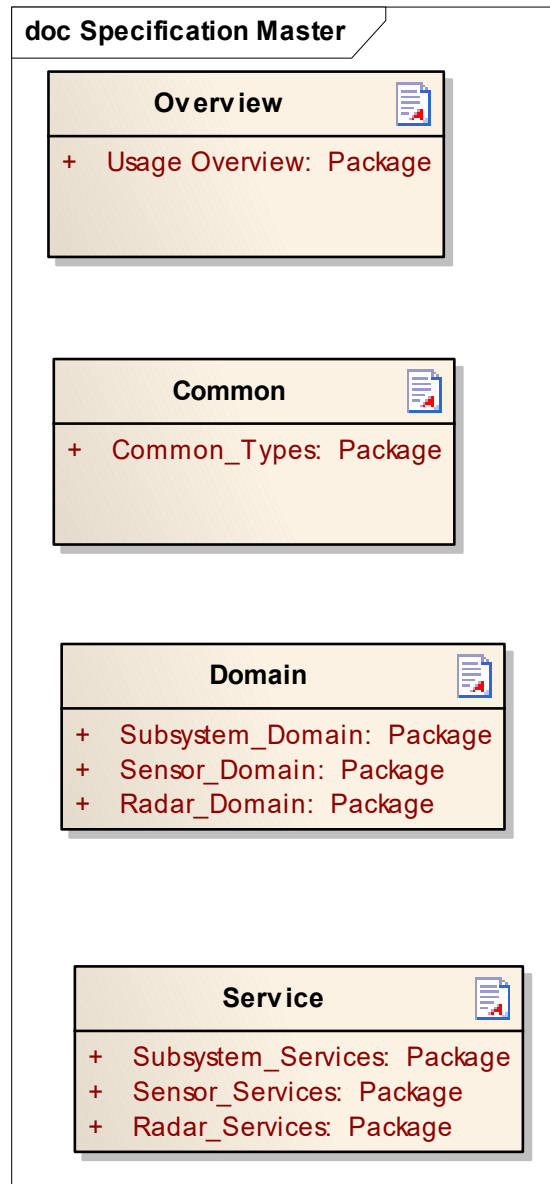 doc Specification Master
Overview
+ Usage Overview: Package
Common
+ Common_Types: Package
Domain
+ Subsystem_Domain: Package
+ Sensor_Domain: Package
+ Radar_Domain: Package
Service
+ Subsystem_Services: Package
+ Sensor_Services: Package
+ Radar_Services: Package